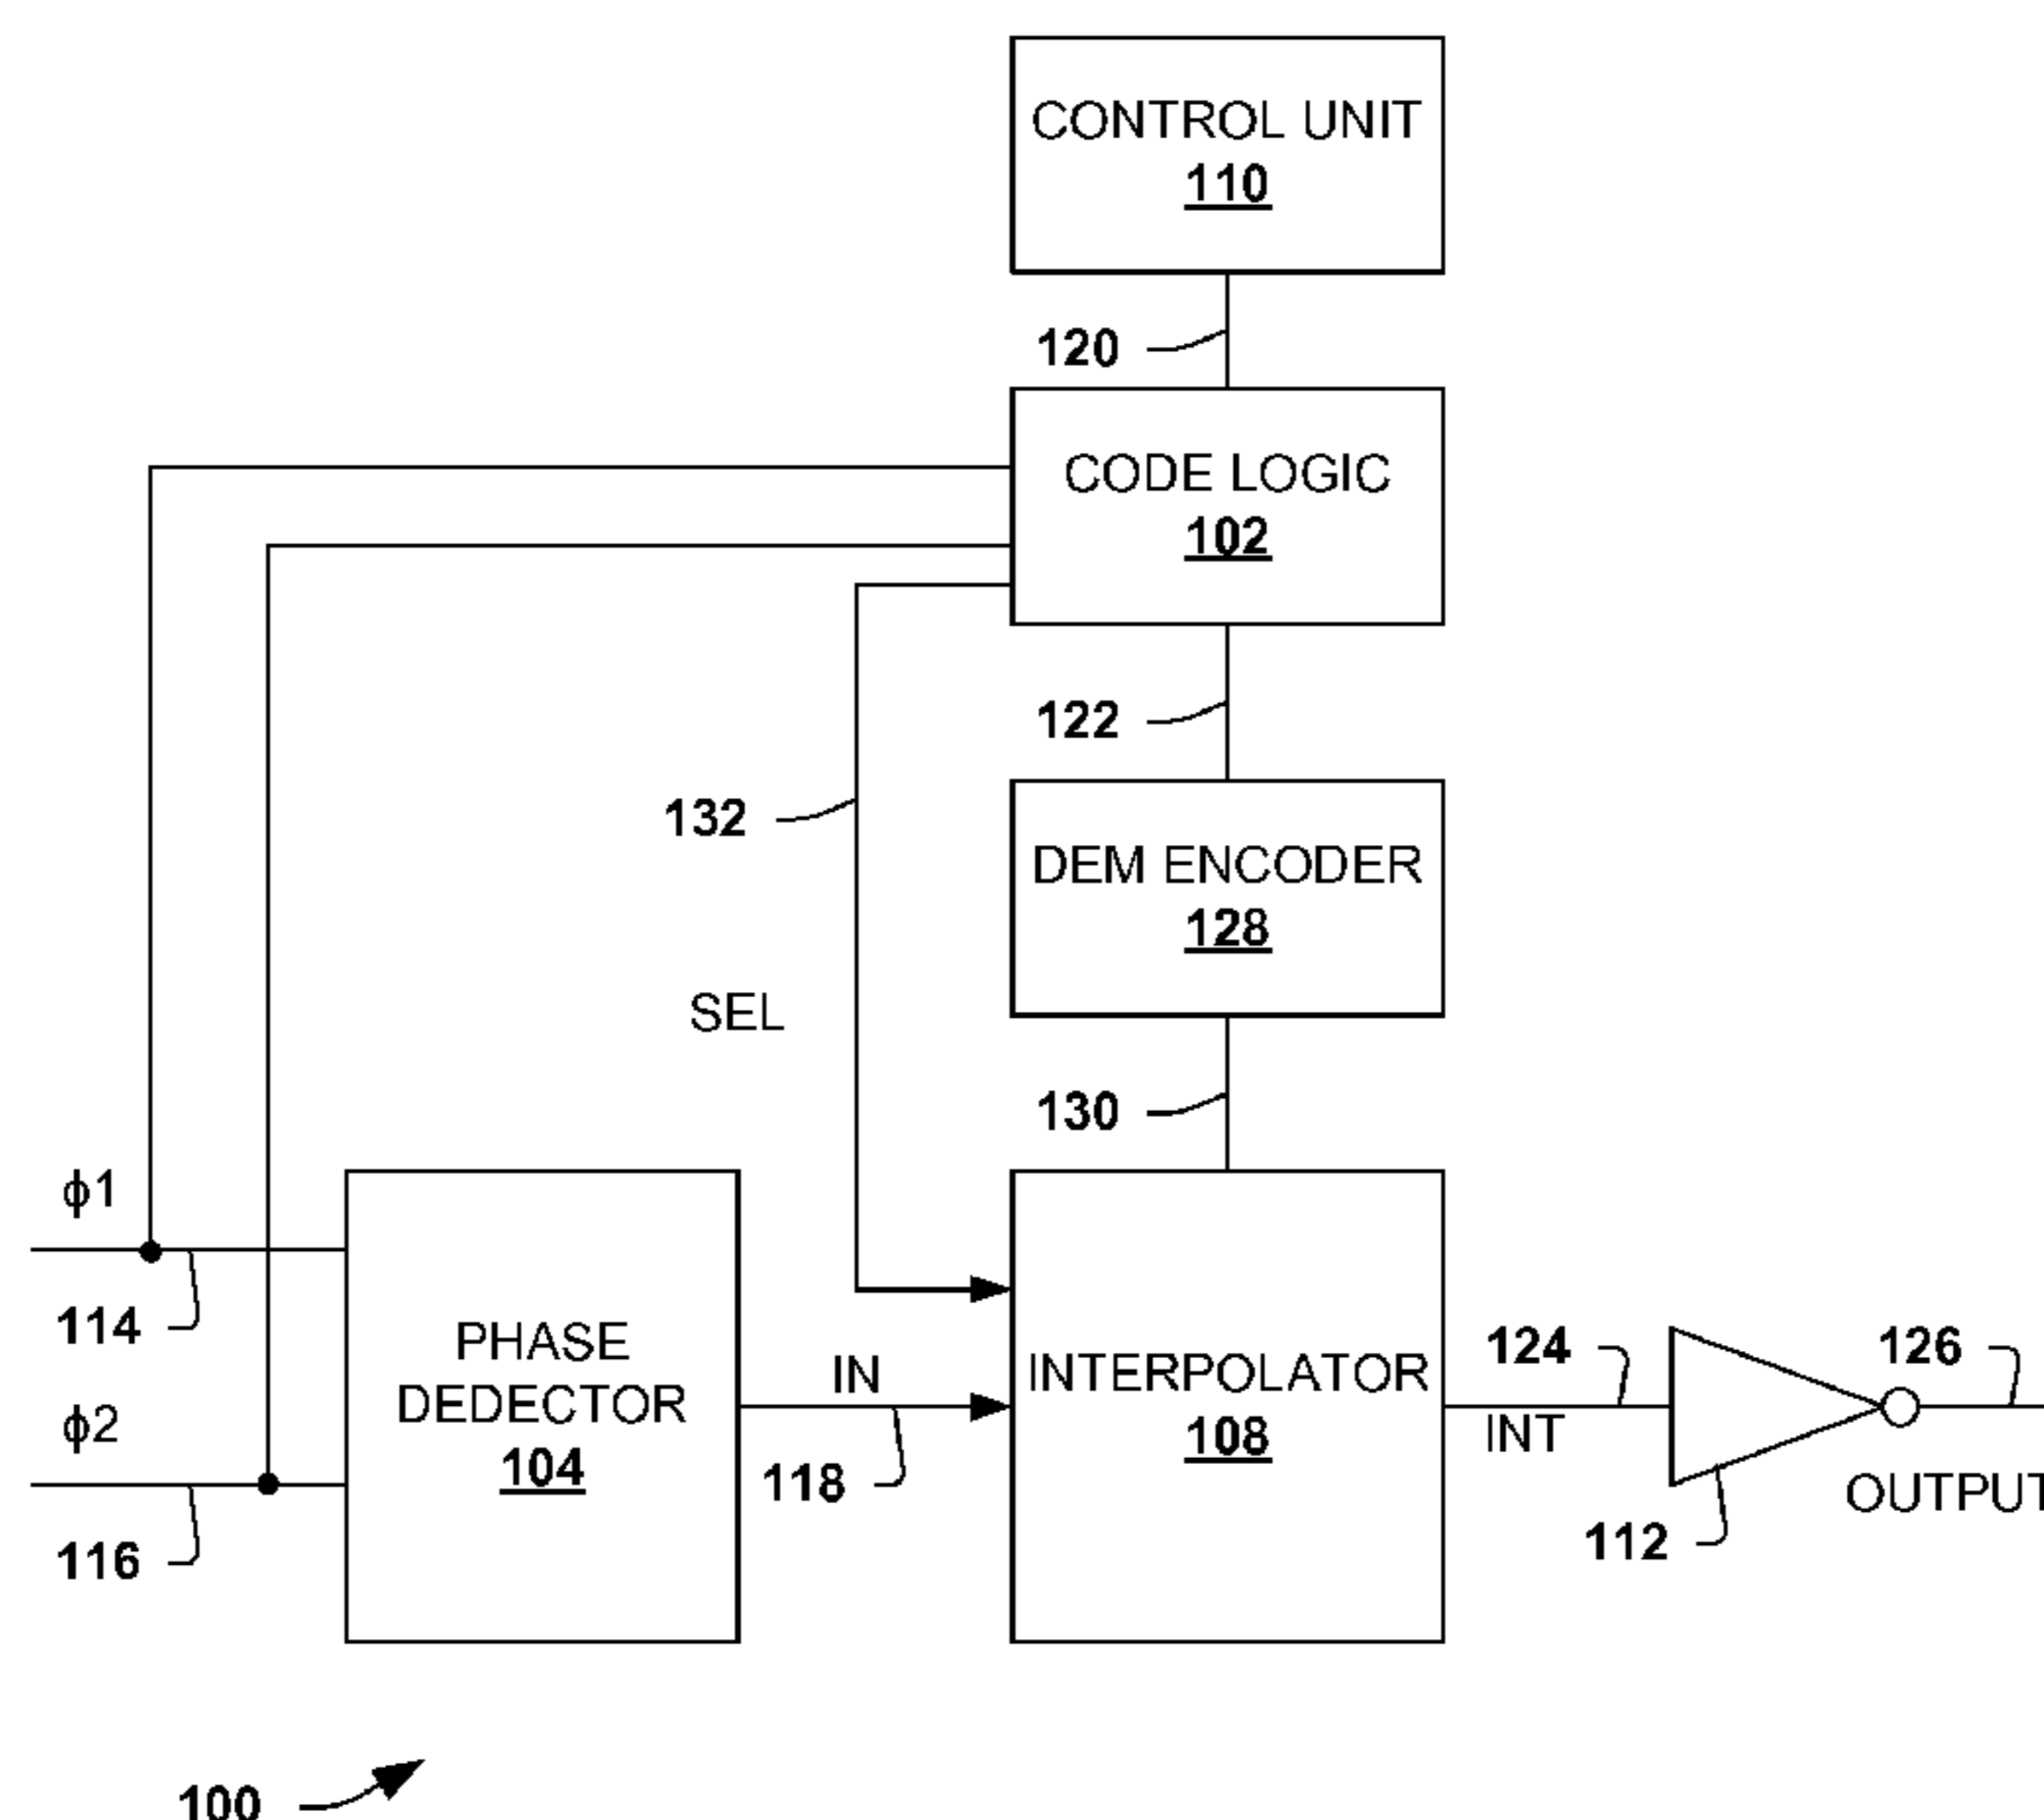 CONTROL UNIT
110
120
CODE LOGIC
102
122
132
DEM ENCODER
128
SEL
130
ϕ1
114
PHASE
DEDECTOR
104
ϕ2
116
IN
118
INTERPOLATOR
108
124
INT
126
OUTPUT
112
100